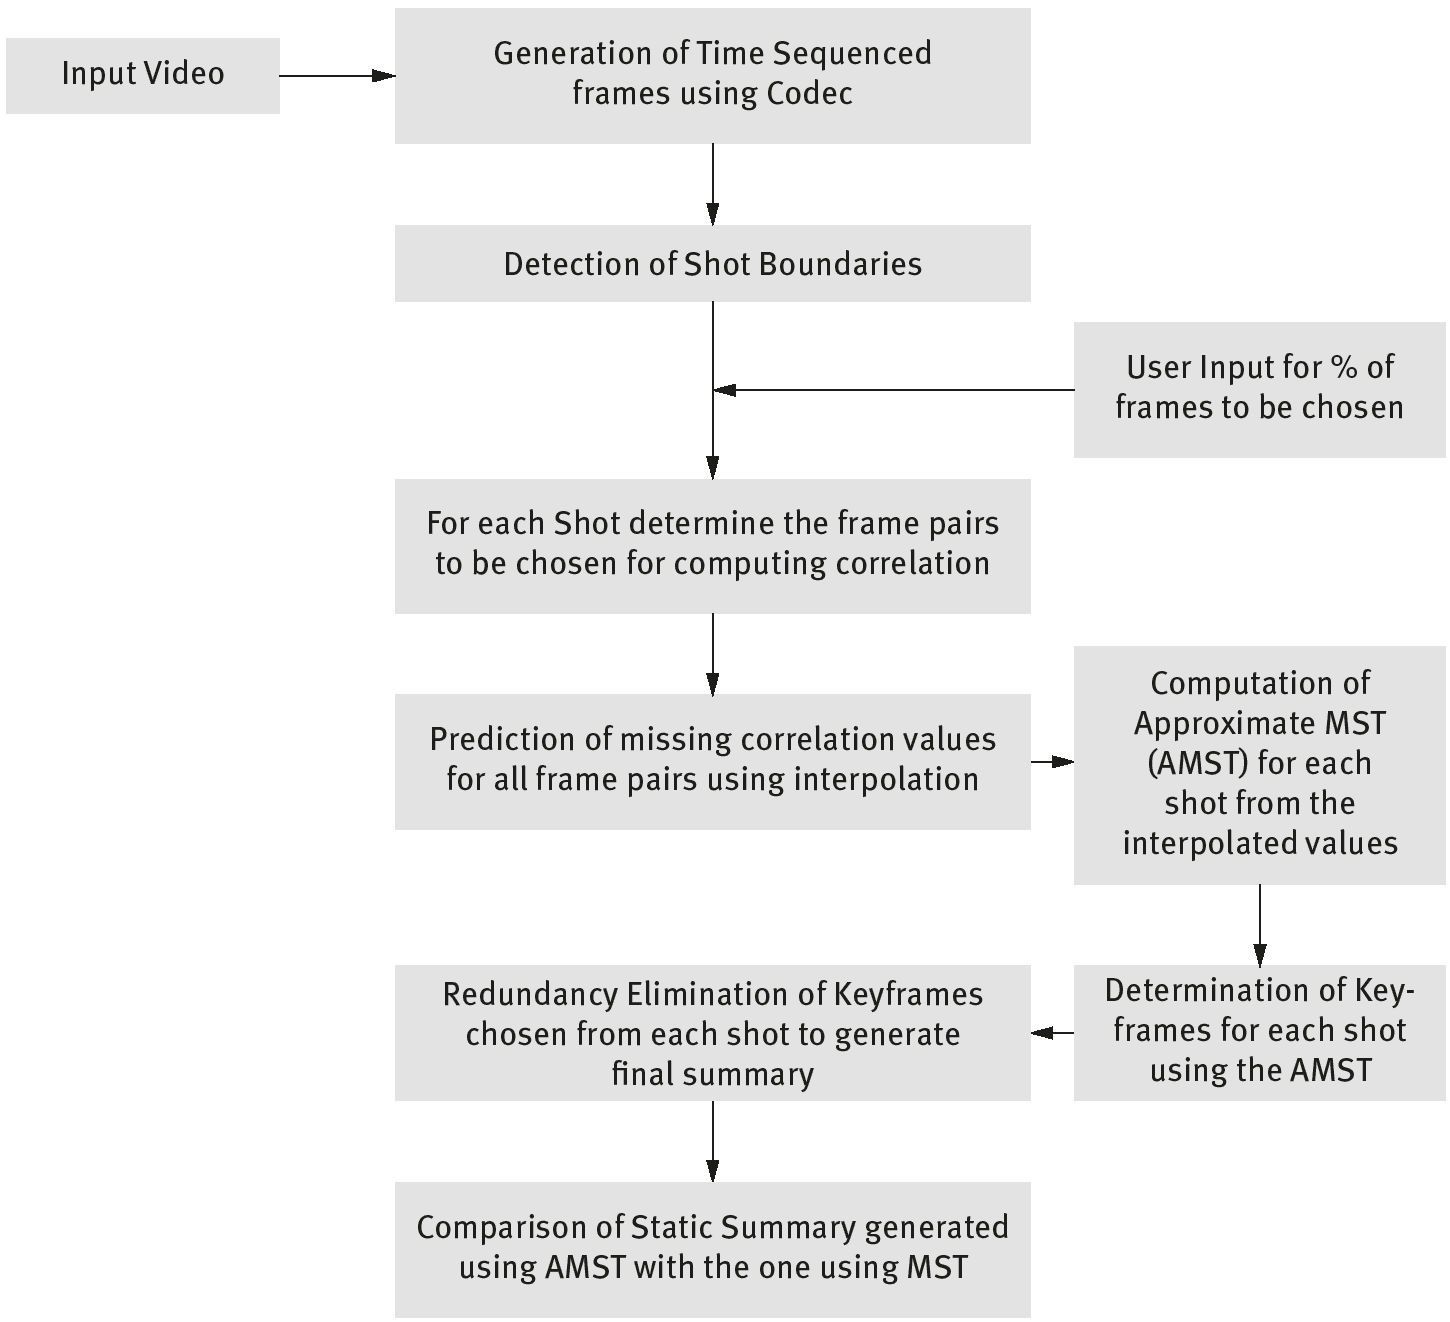 Input Video
Generation of Time Sequenced
frames using Codec
Detection of Shot Boundaries
User Input for % of
frames to be chosen
For each Shot determine the frame pairs
to be chosen for computing correlation
Prediction of missing correlation values
for all frame pairs using interpolation
Computation of
Approximate MST
(AMST) for each
shot from the
interpolated values
Determination of Key-
frames for each shot
using the AMST
Redundancy Elimination of Keyframes
chosen from each shot to generate
final summary
Comparison of Static Summary generated
using AMST with the one using MST